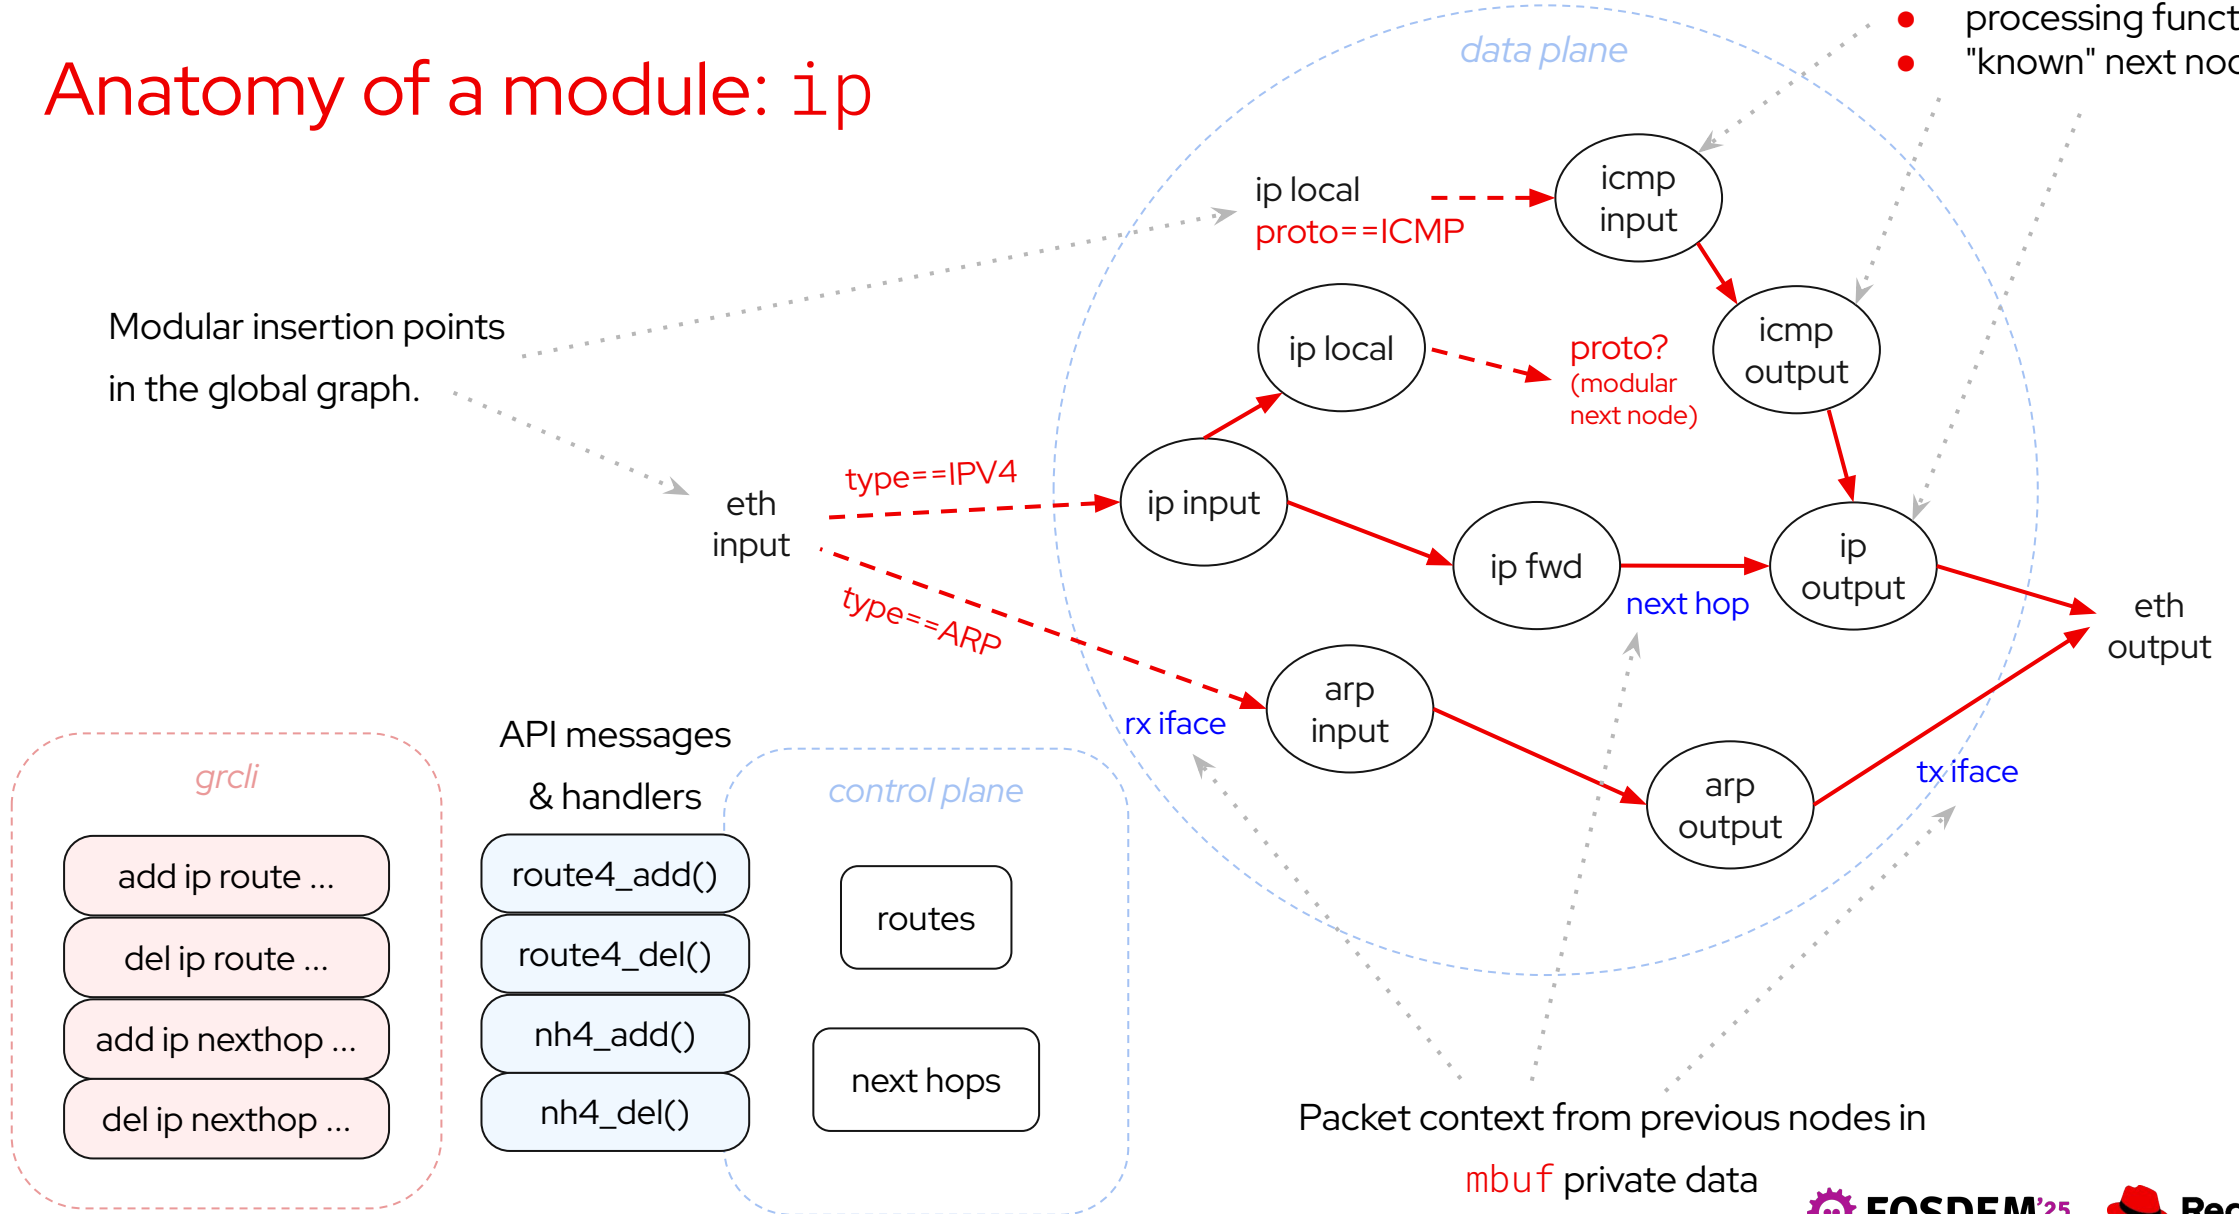 Anatomy of a module: ip
data plane
processing
"known" next
ip local
proto==ICMP
icmp
input
Modular insertion points
in the global graph.
ip local
proto?
(modular
next node)
icmp
output
eth
input
type==IPV4
type==ARP
ip input
ip fwd
next hop
ip
output
eth
output
rx iface
arp
input
arp
output
tx iface
grcli
add ip route ...
del ip route ...
add ip nexthop ...
del ip nexthop ...
API messages
& handlers
route4_add()
route4_del()
nh4_add()
nh4_del()
control plane
routes
next hops
Packet context from previous nodes in
mbuf private data
FOSDEM'25